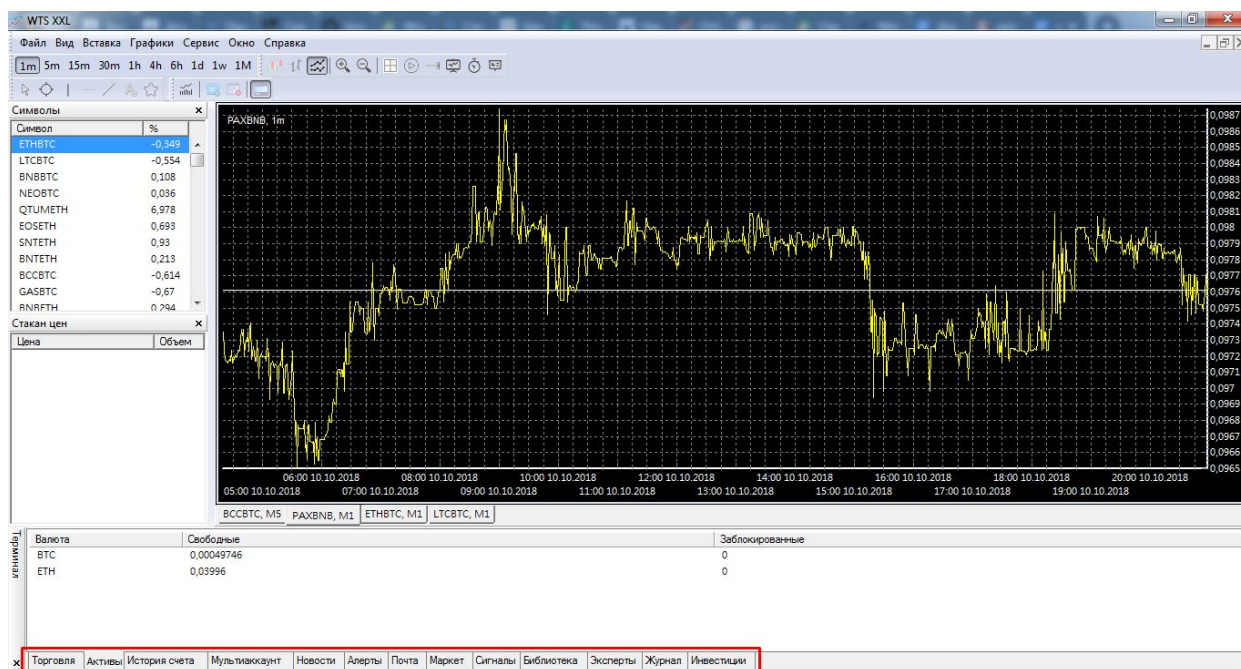 WTS XXL
Файл Вид Вставка Графики Сервис Окно Справка
1m 5m 15m 30m 1h 4h 6h 1d 1w 1M
Символы x
Символ %
ETHBTC -0,349
LTCBTC -0,554
BNBBTC 0,108
NEOBTC 0,036
QTUMETH 6,978
EOSETH 0,693
SNTETH 0,93
BNTETH 0,213
BCCBTC -0,614
GASBTC -0,67
BNBETH 0,294
Стакан цен x
Цена Объем
PAXBNB, 1m
0,0987
0,0986
0,0985
0,0984
0,0983
0,0982
0,0981
0,098
0,0979
0,0978
0,0977
0,0976
0,0975
0,0974
0,0973
0,0972
0,0971
0,097
0,0969
0,0968
0,0967
0,0966
0,0965
06:00 10.10.2018 08:00 10.10.2018 10:00 10.10.2018 12:00 10.10.2018 14:00 10.10.2018 16:00 10.10.2018 18:00 10.10.2018 20:00 10.10.2018
05:00 10.10.2018 07:00 10.10.2018 09:00 10.10.2018 11:00 10.10.2018 13:00 10.10.2018 15:00 10.10.2018 17:00 10.10.2018 19:00 10.10.2018
BCCBTC, M5 PAXBNB, M1 ETHBTC, M1 LTCBTC, M1
Терминал
Валюта Свободные Заблокированные
BTC 0,00049746 0
ETH 0,03996 0
x Торговля Активы История счета Мультиаккаунт Новости Алерты Почта Маркет Сигналы Библиотека Эксперты Журнал Инвестиции